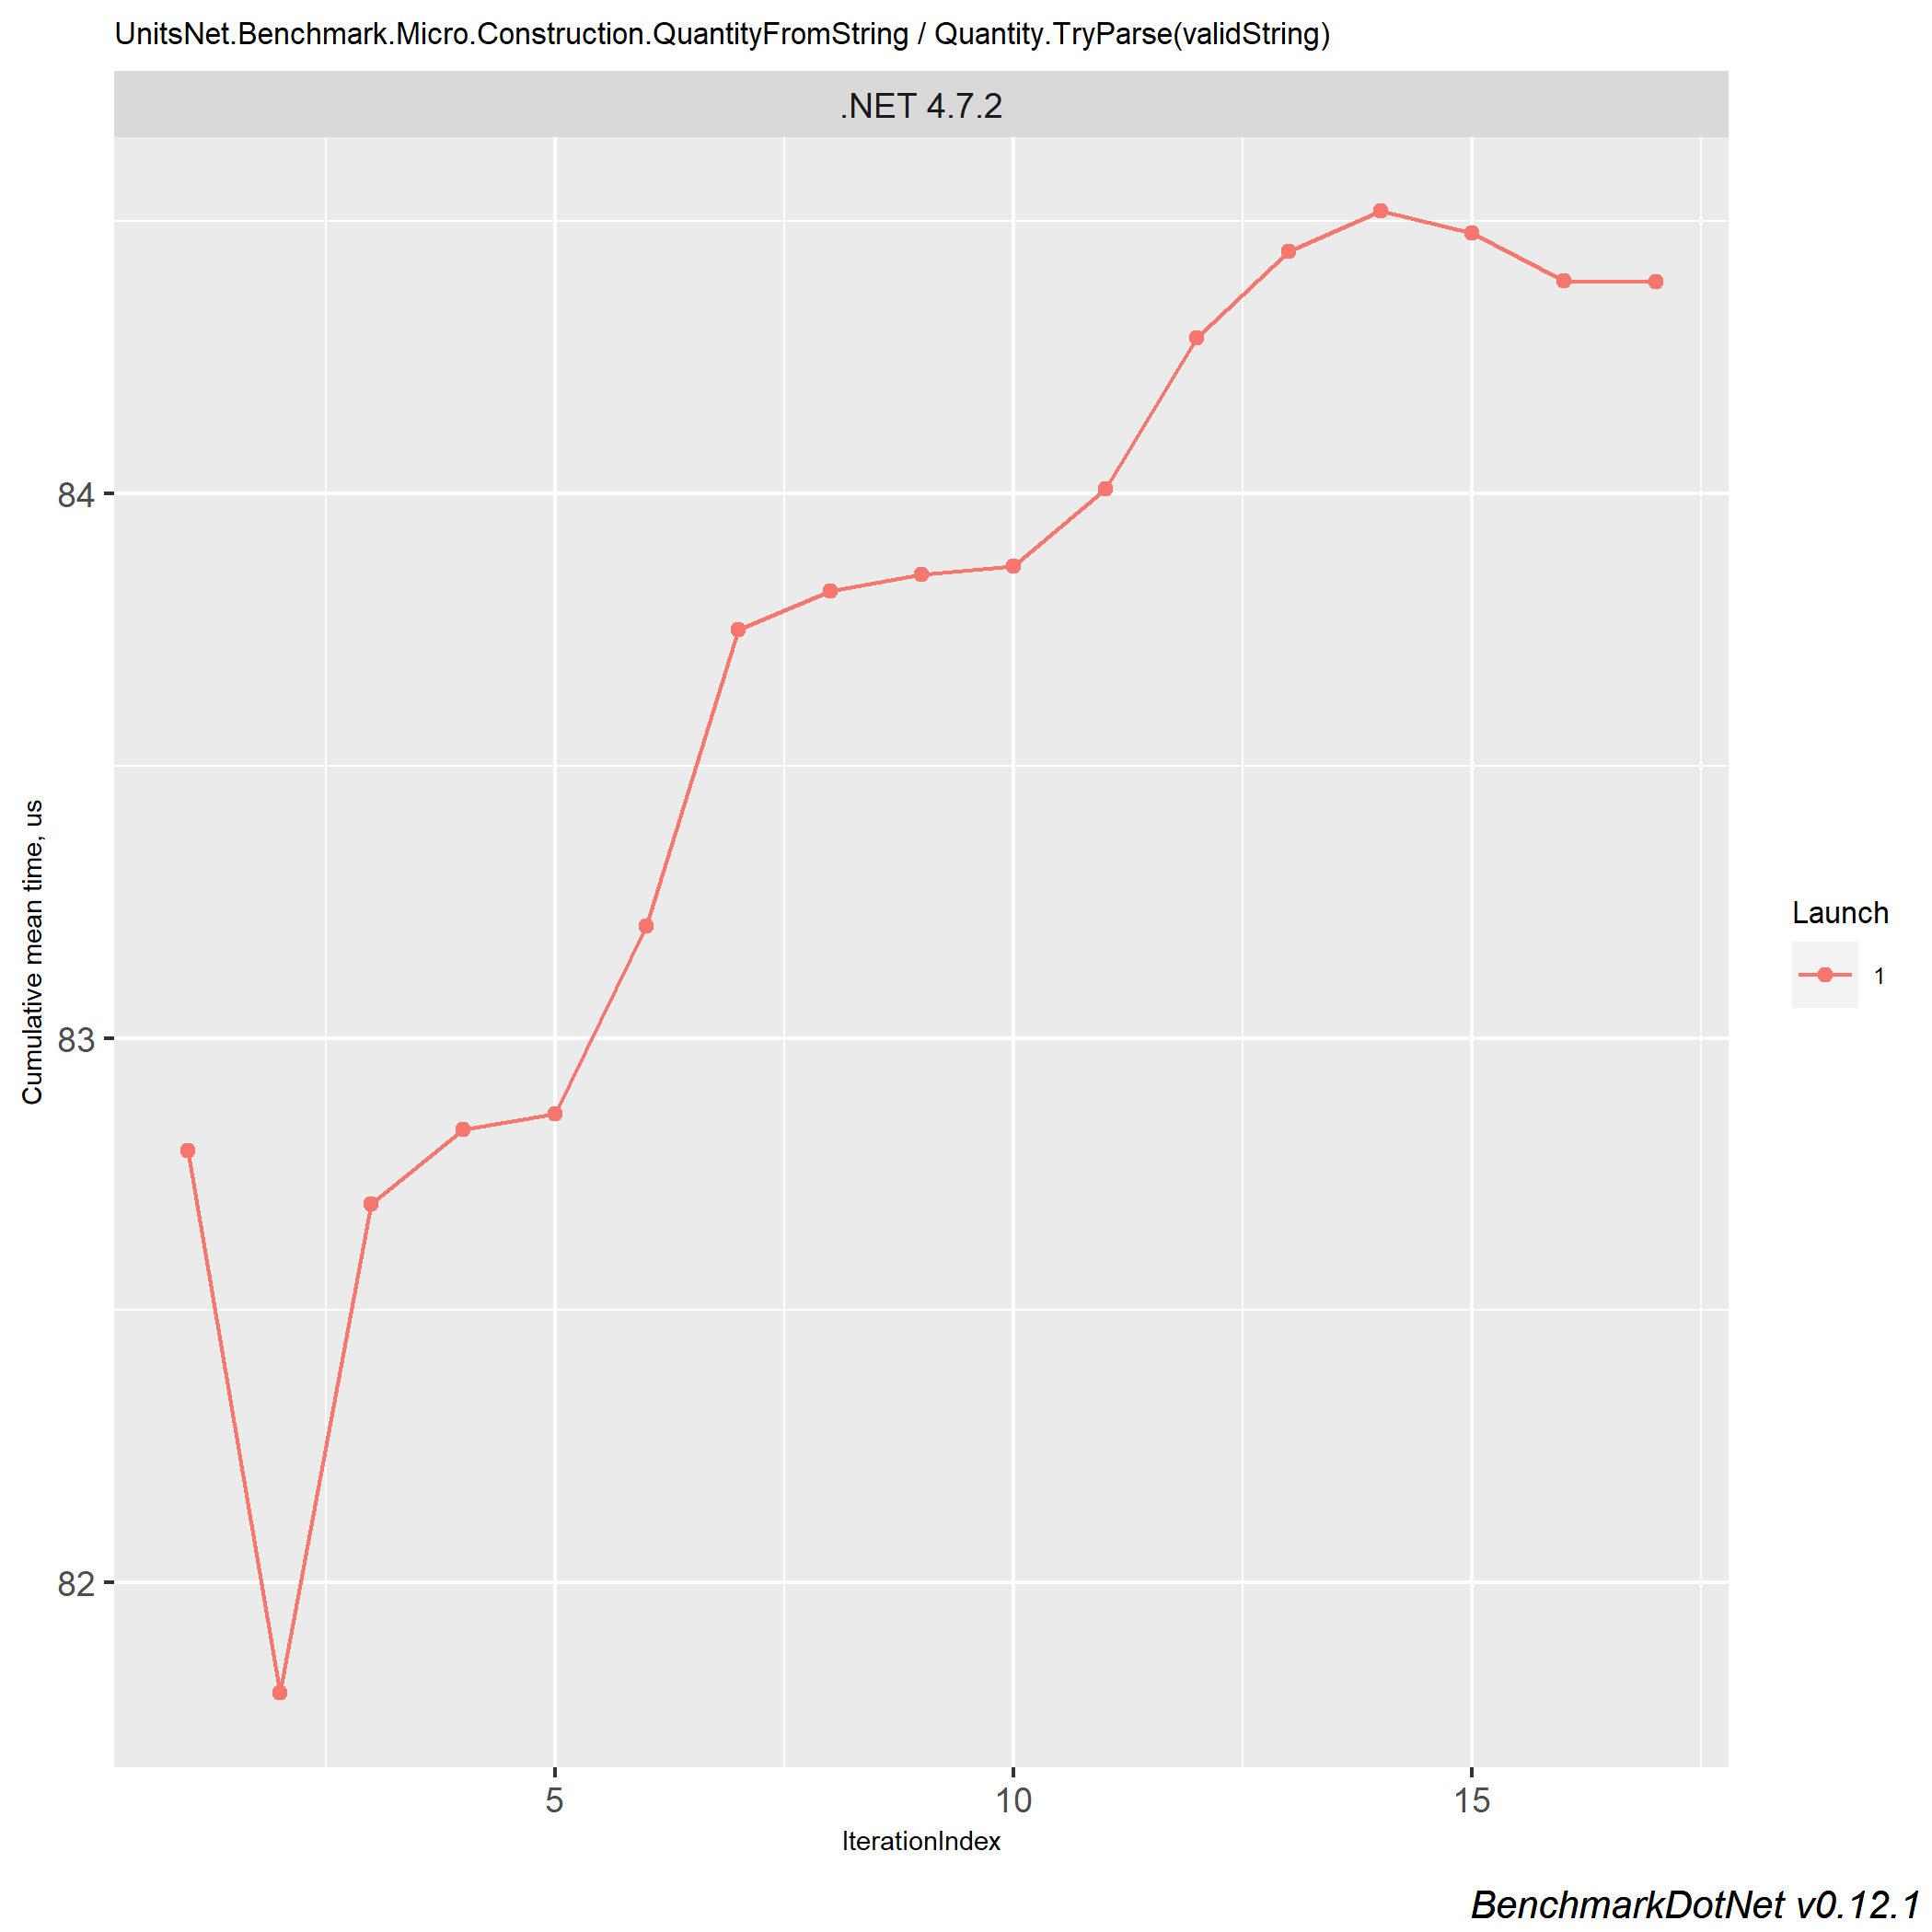 UnitsNet.Benchmark.Micro.Construction.QuantityFromString / Quantity.TryParse(validString)
.NET 4.7.2
84
83
82
Cumulative mean time, us
5
10
15
IterationIndex
Launch
1
BenchmarkDotNet v0.12.1